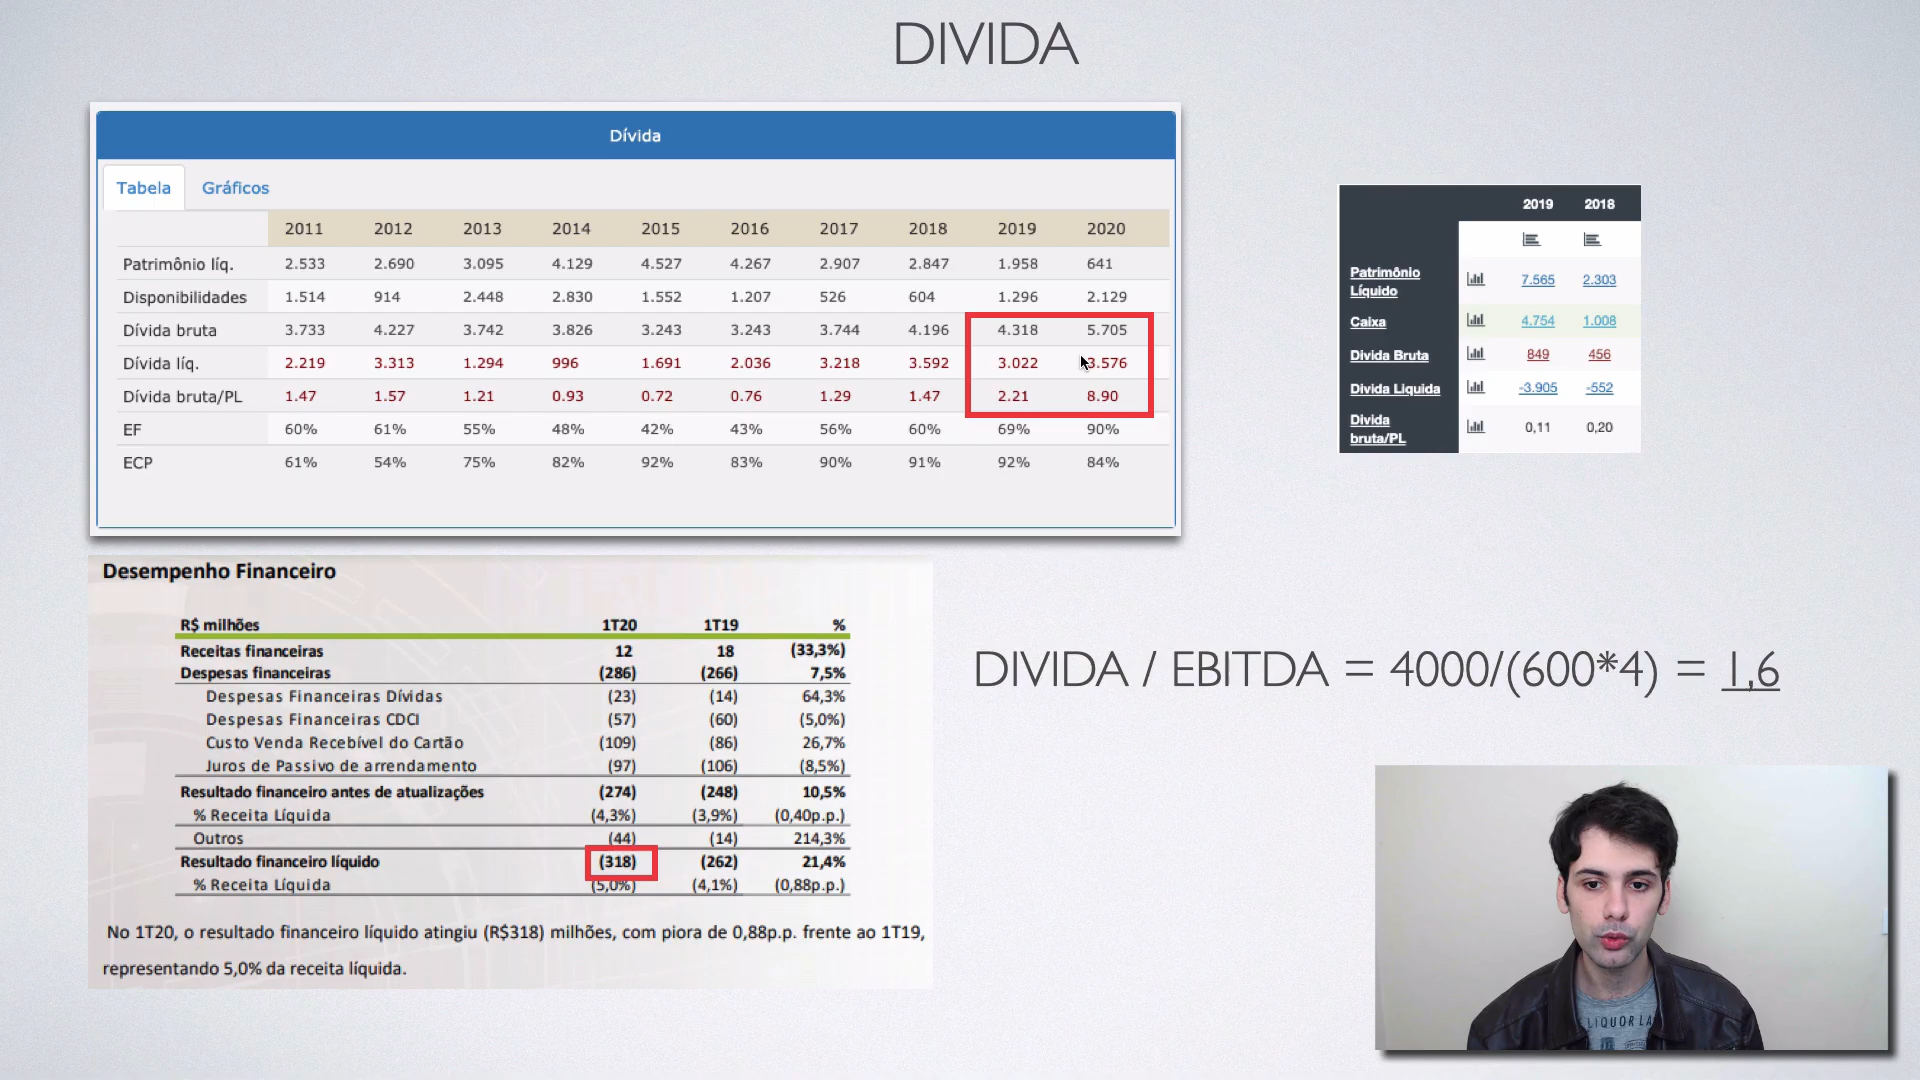 DIVIDA
Dívida
Tabela Gráficos
2011 2012 2013 2014 2015 2016 2017 2018 2019 2020
Patrimônio líq. 2.533 2.690 3.095 4.129 4.527 4.267 2.907 2.847 1.958 641
Disponibilidades 1.514 914 2.448 2.830 1.552 1.207 526 604 1.296 2.129
Dívida bruta 3.733 4.227 3.742 3.826 3.243 3.243 3.744 4.196 4.318 5.705
Dívida líq. 2.219 3.313 1.294 996 1.691 2.036 3.218 3.592 3.022 3.576
Dívida bruta/PL 1.47 1.57 1.21 0.93 0.72 0.76 1.29 1.47 2.21 8.90
EF 60% 61% 55% 48% 42% 43% 56% 60% 69% 90%
ECP 61% 54% 75% 82% 92% 83% 90% 91% 92% 84%
2019 2018
Patrimônio
Líquido 7.565 2.303
Caixa 4.754 1.008
Divida Bruta 849 456
Divida Liquida -3.905 -552
Divida
bruta/PL 0,11 0,20
Desempenho Financeiro
R$ milhões 1T20 1T19 %
Receitas financeiras 12 18 (33,3%)
Despesas financeiras (286) (266) 7,5%
Despesas Financeiras Dívidas (23) (14) 64,3%
Despesas Financeiras CDCI (57) (60) (5,0%)
Custo Venda Recebível do Cartão (109) (86) 26,7%
Juros de Passivo de arrendamento (97) (106) (8,5%)
Resultado financeiro antes de atualizações (274) (248) 10,5%
% Receita Líquida (4,3%) (3,9%) (0,40p.p.)
Outros (44) (14) 214,3%
Resultado financeiro líquido (318) (262) 21,4%
% Receita Líquida (5,0%) (4,1%) (0,88p.p.)
No 1T20, o resultado financeiro líquido atingiu (R$318) milhões, com piora de 0,88p.p. frente ao 1T19,
representando 5,0% da receita líquida.
DIVIDA / EBITDA = 4000/(600*4) = 1,6
LIQUOR LA